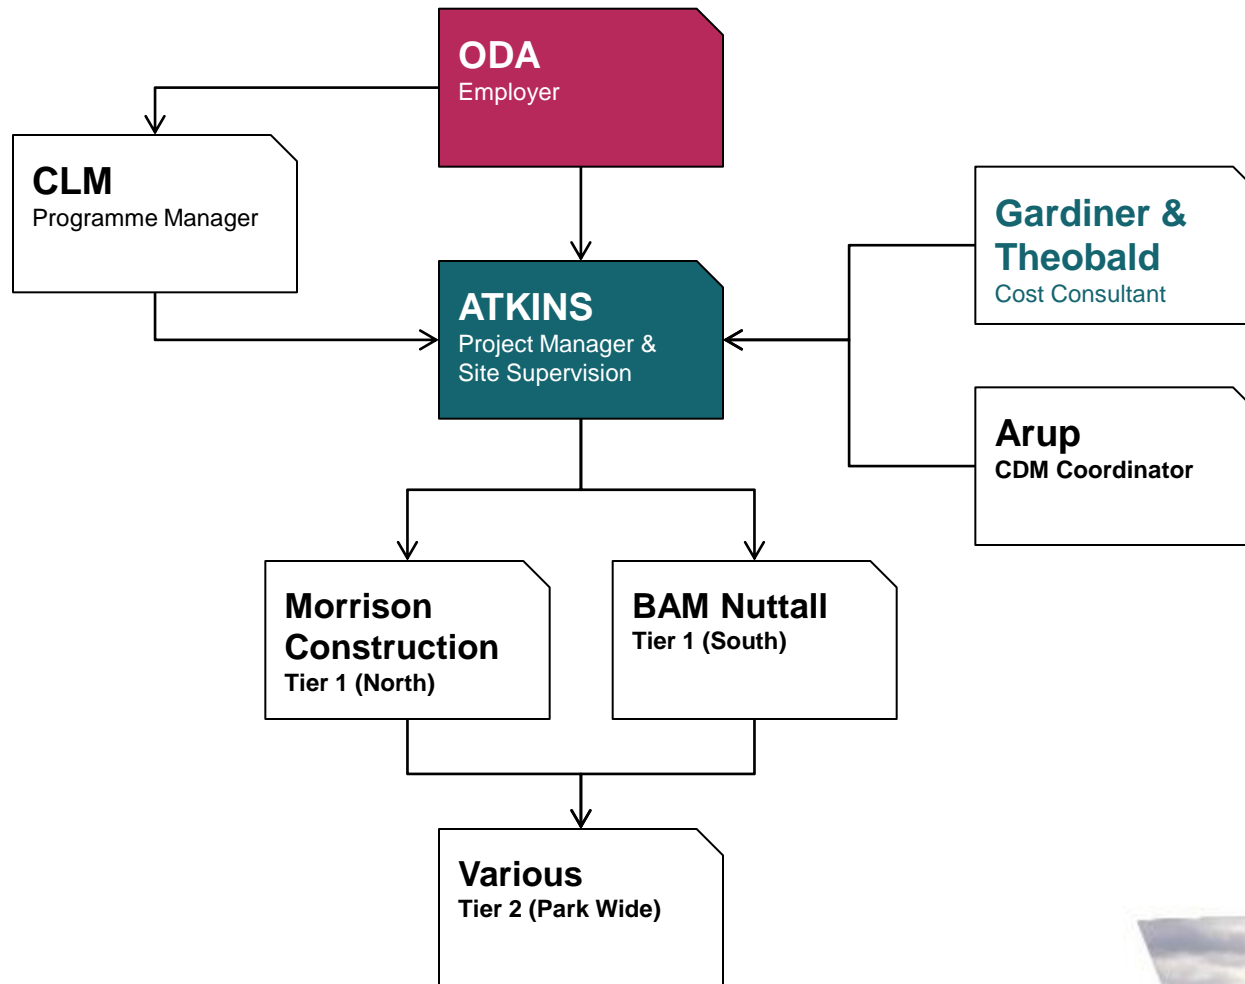 ODA
Employer
CLM
Programme Manager
Gardiner &
Theobald
Cost Consultant
ATKINS
Project Manager &
Site Supervision
Arup
CDM Coordinator
Morrison
Construction
Tier 1 (North)
BAM Nuttall
Tier 1 (South)
Various
Tier 2 (Park Wide)